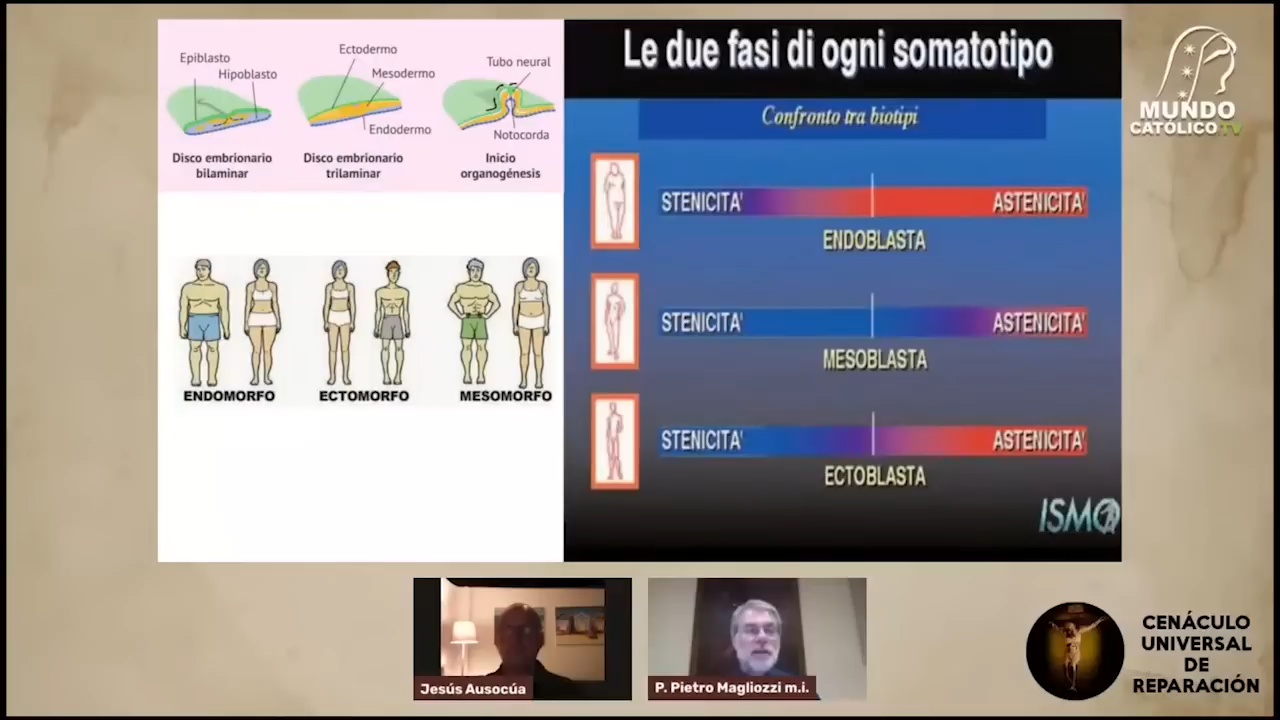 Epiblasto
Hipoblasto
Disco embrionario
bilaminar
Ectodermo
Mesodermo
Endodermo
Disco embrionario
trilaminar
Tubo neural
Notocorda
Inicio
organogénesis
ENDOMORFO
ECTOMORFO
MESOMORFO
Le due fasi di ogni somatotipo
Confronto tra biotipi
STENICITA' ASTENICITA'
ENDOBLASTA
STENICITA' ASTENICITA'
MESOBLASTA
STENICITA' ASTENICITA'
ECTOBLASTA
ISMO
MUNDO
CATÓLICO TV
Jesús Ausocúa
P. Pietro Magliozzi m.i.
CENÁCULO
UNIVERSAL
DE
REPARACIÓN